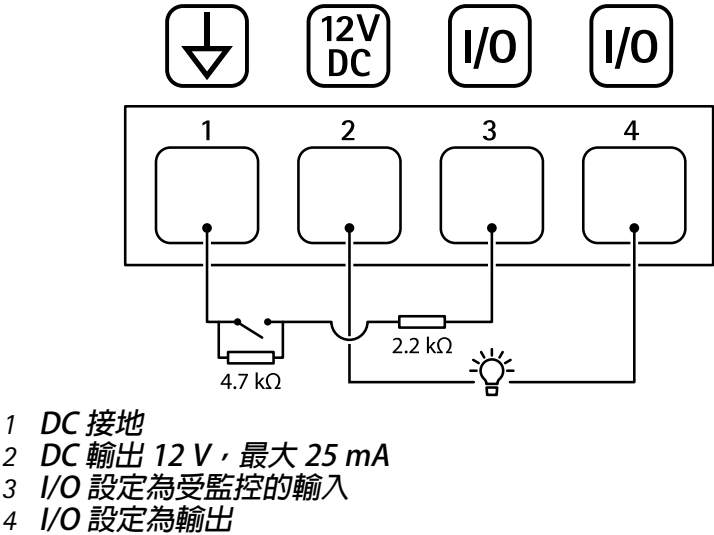 12V I/O I/O
DC
1 2 3 4
2.2 kΩ
4.7 kΩ
1 DC 接地
2 DC 輸出 12 V，最大 25 mA
3 I/O 設定為受監控的輸入
4 I/O 設定為輸出